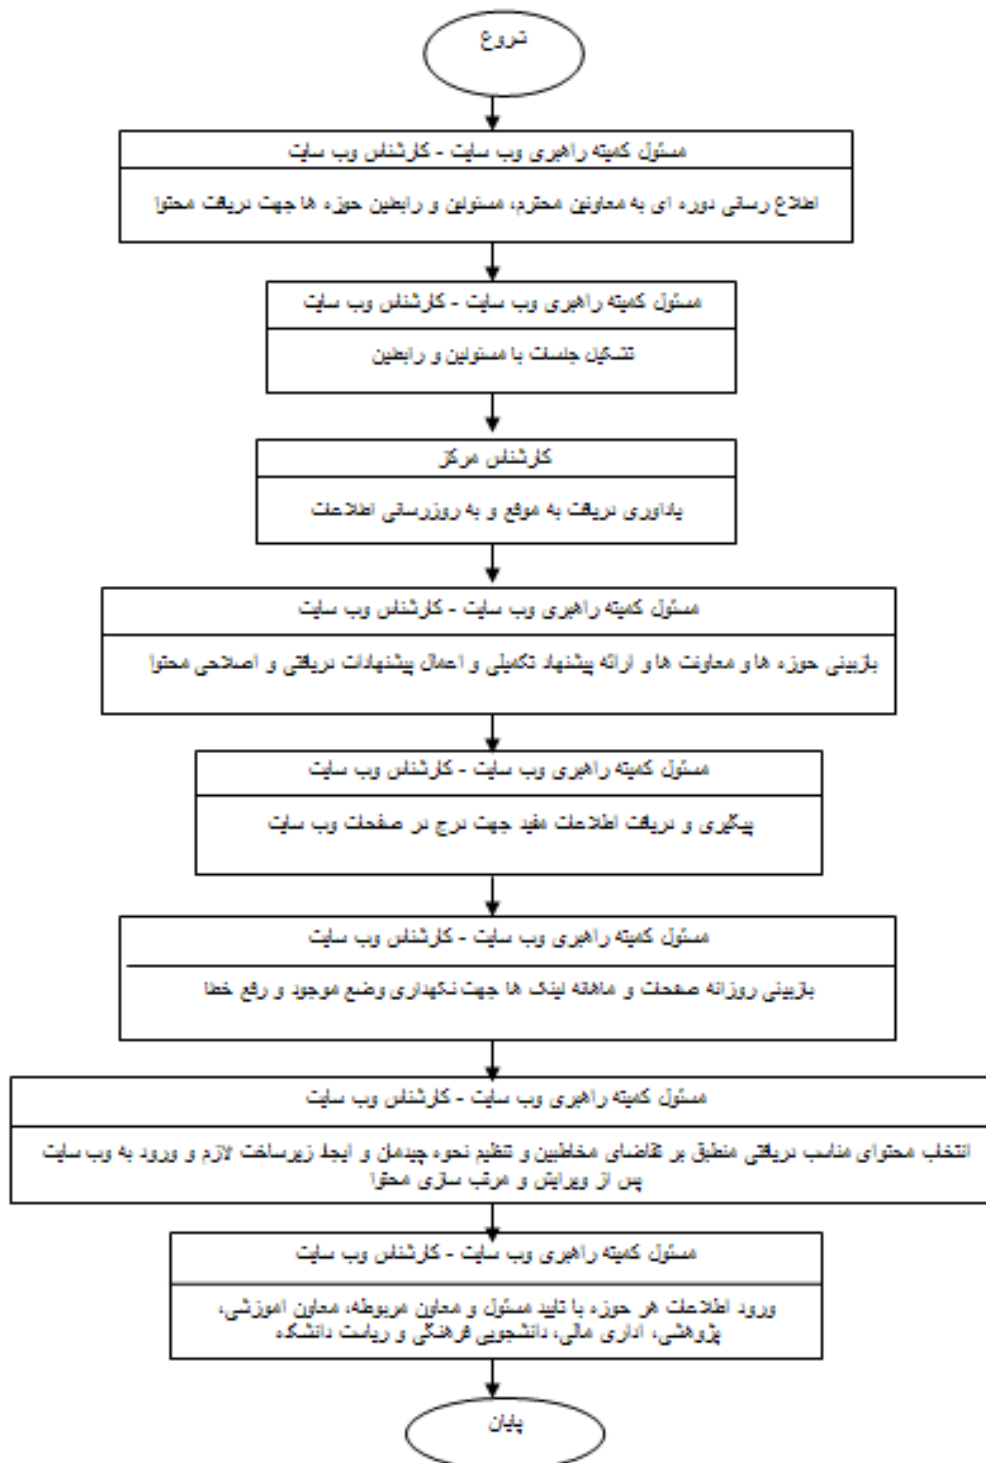 شروع
مسئول کمیته راهبری وب سایت - کارشناس وب سایت
اطلاع رسانی دوره ای به معاونین محترم، مسئولین و رابطین حوزه ها جهت دریافت محتوا
مسئول کمیته راهبری وب سایت - کارشناس وب سایت
تشکیل جلسات با مسئولین و رابطین
کارشناس مرکز
یاداوری دریافت به موقع و به روزرسانی اطلاعات
مسئول کمیته راهبری وب سایت - کارشناس وب سایت
بازبینی حوزه ها و معاونت ها و ارائه پیشنهاد تکمیلی و اعمال پیشنهادات دریافتی و اصلاحی محتوا
مسئول کمیته راهبری وب سایت - کارشناس وب سایت
پیگیری و دریافت اطلاعات مفید جهت درج در صفحات وب سایت
مسئول کمیته راهبری وب سایت - کارشناس وب سایت
بازبینی روزانه صفحات و ماهانه لینک ها جهت نگهداری وضع موجود و رفع خطا
مسئول کمیته راهبری وب سایت - کارشناس وب سایت
انتخاب محتوای مناسب دریافتی منطبق بر تقاضای مخاطبین و تنظیم نحوه چیدمان و ایجاد زیرساخت لازم و ورود به وب سایت
پس از ویرایش و مرتب سازی محتوا
مسئول کمیته راهبری وب سایت - کارشناس وب سایت
ورود اطلاعات هر حوزه با تایید مسئول و معاون مربوطه، معاون اموزشی،
پژوهشی، اداری مالی، دانشجویی فرهنگی و ریاست دانشکده
پایان